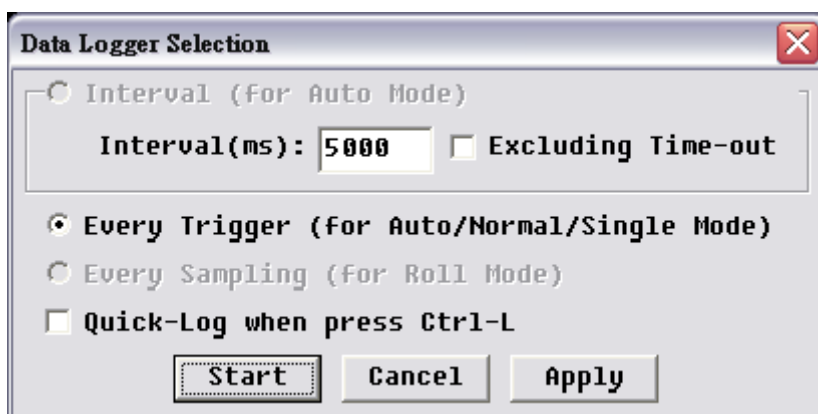 Data Logger Selection
Interval (for Auto Mode)
Interval(ms): 5000 Excluding Time-out
Every Trigger (for Auto/Normal/Single Mode)
Every Sampling (for Roll Mode)
Quick-Log when press Ctrl-L
Start Cancel Apply